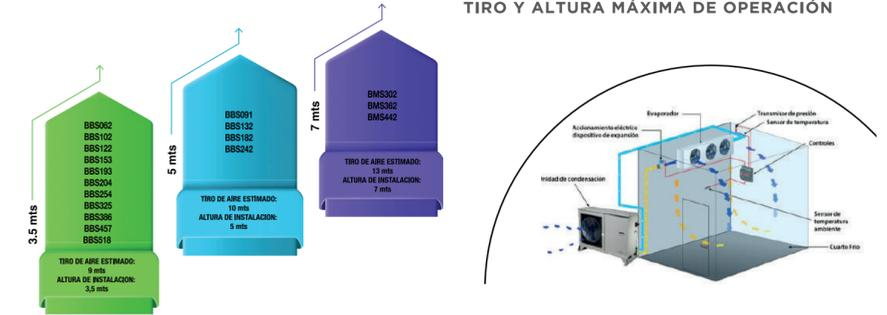 TIRO Y ALTURA MÁXIMA DE OPERACIÓN
3.5 mts
BBS062
BBS102
BBS122
BBS153
BBS193
BBS204
BBS254
BBS325
BBS386
BBS457
BBS518
TIRO DE AIRE ESTIMADO:
9 mts
ALTURA DE INSTALACION:
3,5 mts
5 mts
BBS091
BBS132
BBS182
BBS242
TIRO DE AIRE ESTIMADO:
10 mts
ALTURA DE INSTALACION:
5 mts
7 mts
BMS302
BMS362
BMS442
TIRO DE AIRE ESTIMADO:
13 mts
ALTURA DE INSTALACION:
7 mts
Evaporador
Accionamiento eléctrico
dispositivo de expansión
Unidad de condensación
Transmisor de presión
Sensor de temperatura
Controles
Sensor de
temperatura
ambiente
Cuarto Frio